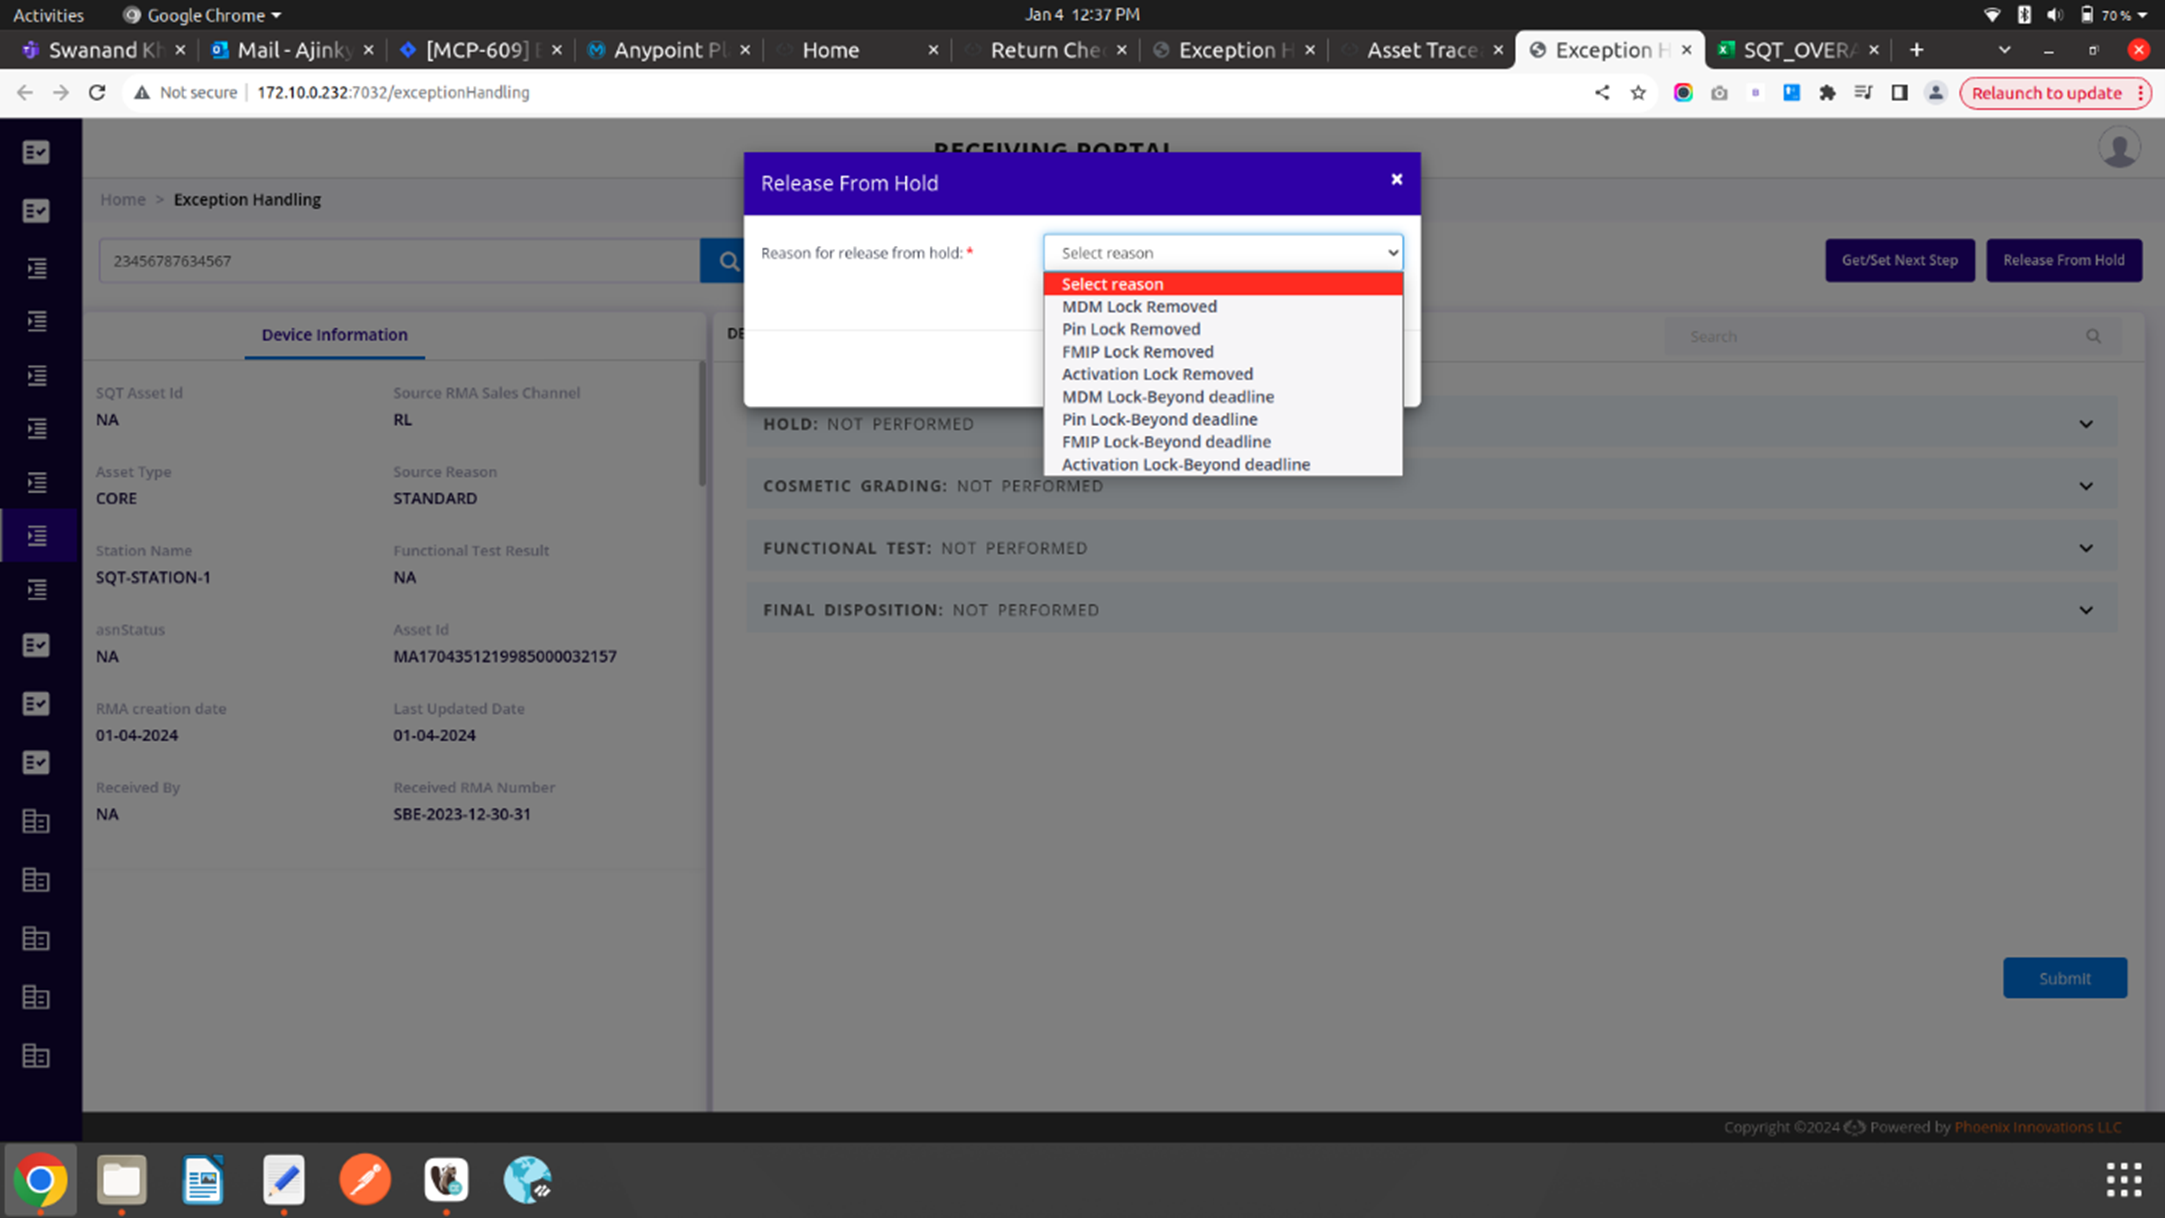 Activities
Google Chrome
Jan 4 12:37 PM
70 %
Swanand Kh
Mail - Ajinky
[MCP-609] E
Anypoint Pl
Home
Return Chec
Exception H
Asset Trace
Exception H
SQT_OVERA
Not secure
172.10.0.232:7032/exceptionHandling
Relaunch to update
RECEIVING PORTAL
Release From Hold
Home > Exception Handling
Reason for release from hold: *
Select reason
23456787634567
Get/Set Next Step
Release From Hold
Select reason
MDM Lock Removed
Pin Lock Removed
FMIP Lock Removed
Activation Lock Removed
MDM Lock-Beyond deadline
Pin Lock-Beyond deadline
FMIP Lock-Beyond deadline
Activation Lock-Beyond deadline
Device Information
Search
SQT Asset Id
NA
Source RMA Sales Channel
RL
Asset Type
CORE
Source Reason
STANDARD
Station Name
SQT-STATION-1
Functional Test Result
NA
asnStatus
NA
Asset Id
MA1704351219985000032157
RMA creation date
01-04-2024
Last Updated Date
01-04-2024
Received By
NA
Received RMA Number
SBE-2023-12-30-31
DE
HOLD: NOT PERFORMED
COSMETIC GRADING: NOT PERFORMED
FUNCTIONAL TEST: NOT PERFORMED
FINAL DISPOSITION: NOT PERFORMED
Submit
Copyright ©2024 Powered by Phoenix Innovations LLC